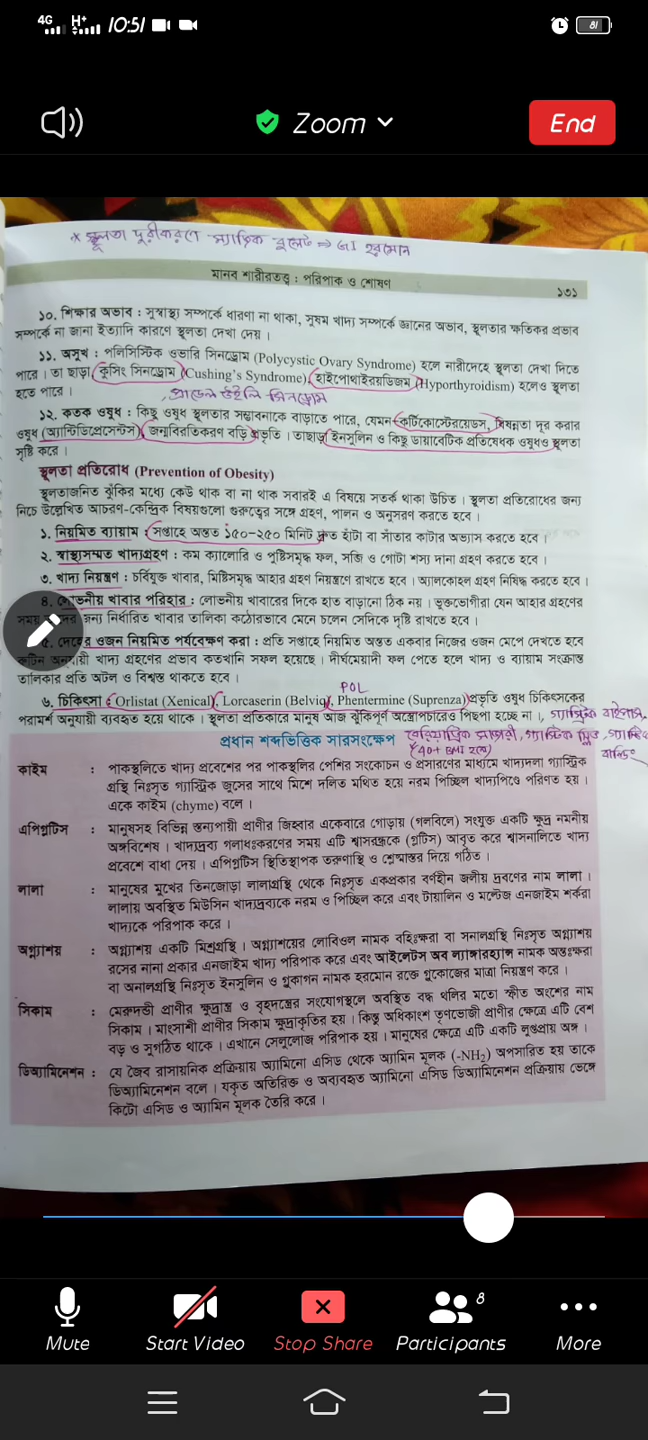 4G H+ 10:51 81
Zoom
End
* স্থূলতা দূরীকরণে গ্যাস্ট্রিক বুলেট ⇒ GI হরমোন
মানব শারীরতত্ত্ব : পরিপাক ও শোষণ
১৩১
১০. শিক্ষার অভাব : সুস্বাস্থ্য সম্পর্কে ধারণা না থাকা, সুষম খাদ্য সম্পর্কে জ্ঞানের অভাব, স্থূলতার ক্ষতিকর প্রভাব
সম্পর্কে না জানা ইত্যাদি কারণে স্থূলতা দেখা দেয়।
১১. অসুখ : পলিসিস্টিক ওভারি সিনড্রোম (Polycystic Ovary Syndrome) হলে নারীদেহে স্থূলতা দেখা দিতে
পারে। তা ছাড়া কুসিং সিনড্রোম (Cushing's Syndrome), হাইপোথাইরয়ডিজম (Hyporthyroidism) হলেও স্থূলতা
হতে পারে।
, প্রাডের উইলি সিনড্রোম
১২. কতক ওষুধ : কিছু ওষুধ স্থূলতার সম্ভাবনাকে বাড়াতে পারে, যেমন-কর্টিকোস্টেরয়েডস, বিষন্নতা দূর করার
ওষুধ (অ্যান্টিডিপ্রেসেন্টস), জন্মবিরতিকরণ বড়ি প্রভৃতি। তাছাড়া ইনসুলিন ও কিছু ডায়াবেটিক প্রতিষেধক ওষুধও স্থূলতা
সৃষ্টি করে।
স্থূলতা প্রতিরোধ (Prevention of Obesity)
স্থূলতাজনিত ঝুঁকির মধ্যে কেউ থাক বা না থাক সবারই এ বিষয়ে সতর্ক থাকা উচিত। স্থূলতা প্রতিরোধের জন্য
নিচে উল্লেখিত আচরণ-কেন্দ্রিক বিষয়গুলো গুরুত্বের সঙ্গে গ্রহণ, পালন ও অনুসরণ করতে হবে।
১. নিয়মিত ব্যায়াম : সপ্তাহে অন্তত ১৫০-২৫০ মিনিট দ্রুত হাঁটা বা সাঁতার কাটার অভ্যাস করতে হবে।
২. স্বাস্থ্যসম্মত খাদ্যগ্রহণ : কম ক্যালোরি ও পুষ্টিসমৃদ্ধ ফল, সজি ও গোটা শস্য দানা গ্রহণ করতে হবে।
৩. খাদ্য নিয়ন্ত্রণ : চর্বিযুক্ত খাবার, মিষ্টিসমৃদ্ধ আহার গ্রহণ নিয়ন্ত্রণে রাখতে হবে। অ্যালকোহল গ্রহণ নিষিদ্ধ করতে হবে।
৪. লোভনীয় খাবার পরিহার : লোভনীয় খাবারের দিকে হাত বাড়ানো ঠিক নয়। ভুক্তভোগীরা যেন আহার গ্রহণের
সময় জন্য নির্ধারিত খাবার তালিকা কঠোরভাবে মেনে চলেন সেদিকে দৃষ্টি রাখতে হবে।
৫. দেহের ওজন নিয়মিত পর্যবেক্ষণ করা : প্রতি সপ্তাহে নিয়মিত অন্তত একবার নিজের ওজন মেপে দেখতে হবে
রুটিন অনুযায়ী খাদ্য গ্রহণের প্রভাব কতখানি সফল হয়েছে। দীর্ঘমেয়াদী ফল পেতে হলে খাদ্য ও ব্যায়াম সংক্রান্ত
তালিকার প্রতি অটল ও বিশ্বস্ত থাকতে হবে।
POL
৬. চিকিৎসা : Orlistat (Xenical), Lorcaserin (Belviq), Phentermine (Suprenza) প্রভৃতি ওষুধ চিকিৎসকের
পরামর্শ অনুযায়ী ব্যবহৃত হয়ে থাকে। স্থূলতা প্রতিকারে মানুষ আজ ঝুঁকিপূর্ণ অস্ত্রোপচারেও পিছপা হচ্ছে না।, গ্যাস্ট্রিক বাইপাস,
প্রধান শব্দভিত্তিক সারসংক্ষেপ বেরিয়াট্রিক সার্জারী, গ্যাস্ট্রিক স্লিভ, গ্যাস্ট্রিক
(40+ BMI হলে) ব্যান্ডিং
কাইম : পাকস্থলিতে খাদ্য প্রবেশের পর পাকস্থলির পেশির সংকোচন ও প্রসারণের মাধ্যমে খাদ্যদলা গ্যাস্ট্রিক
গ্রন্থি নিঃসৃত গ্যাস্ট্রিক জুসের সাথে মিশে দলিত মথিত হয়ে নরম পিচ্ছিল খাদ্যপিণ্ডে পরিণত হয়।
একে কাইম (chyme) বলে।
এপিগ্লটিস : মানুষসহ বিভিন্ন স্তন্যপায়ী প্রাণীর জিহ্বার একেবারে গোড়ায় (গলবিলে) সংযুক্ত একটি ক্ষুদ্র নমনীয়
অঙ্গবিশেষ। খাদ্যদ্রব্য গলাধঃকরণের সময় এটি শ্বাসরন্ধ্রকে (গ্লটিস) আবৃত করে শ্বাসনালিতে খাদ্য
প্রবেশে বাধা দেয়। এপিগ্লটিস স্থিতিস্থাপক তরুণাস্থি ও শ্লেষ্মাস্তর দিয়ে গঠিত।
লালা : মানুষের মুখের তিনজোড়া লালাগ্রন্থি থেকে নিঃসৃত একপ্রকার বর্ণহীন জলীয় দ্রবণের নাম লালা।
লালায় অবস্থিত মিউসিন খাদ্যদ্রব্যকে নরম ও পিচ্ছিল করে এবং টায়ালিন ও মল্টেজ এনজাইম শর্করা
খাদ্যকে পরিপাক করে।
অগ্ন্যাশয় : অগ্ন্যাশয় একটি মিশ্রগ্রন্থি। অগ্ন্যাশয়ের লোবিওল নামক বহিঃক্ষরা বা সনালগ্রন্থি নিঃসৃত অগ্ন্যাশয়
রসের নানা প্রকার এনজাইম খাদ্য পরিপাক করে এবং আইলেটস অব ল্যাঙ্গারহ্যান্স নামক অন্তঃক্ষরা
বা অনালগ্রন্থি নিঃসৃত ইনসুলিন ও গ্লুকাগন নামক হরমোন রক্তে গ্লুকোজের মাত্রা নিয়ন্ত্রণ করে।
সিকাম : মেরুদন্ডী প্রাণীর ক্ষুদ্রান্ত্র ও বৃহদন্ত্রের সংযোগস্থলে অবস্থিত বদ্ধ থলির মতো স্ফীত অংশের নাম
সিকাম। মাংসাশী প্রাণীর সিকাম ক্ষুদ্রাকৃতির হয়। কিন্তু অধিকাংশ তৃণভোজী প্রাণীর ক্ষেত্রে এটি বেশ
বড় ও সুগঠিত থাকে। এখানে সেলুলোজ পরিপাক হয়। মানুষের ক্ষেত্রে এটি একটি লুপ্তপ্রায় অঙ্গ।
ডিঅ্যামিনেশন : যে জৈব রাসায়নিক প্রক্রিয়ায় অ্যামিনো এসিড থেকে অ্যামিন মূলক (-NH₂) অপসারিত হয় তাকে
ডিঅ্যামিনেশন বলে। যকৃত অতিরিক্ত ও অব্যবহৃত অ্যামিনো এসিড ডিঅ্যামিনেশন প্রক্রিয়ায় ভেঙ্গে
কিটো এসিড ও অ্যামিন মূলক তৈরি করে।
8
Mute
Start Video
Stop Share
Participants
More